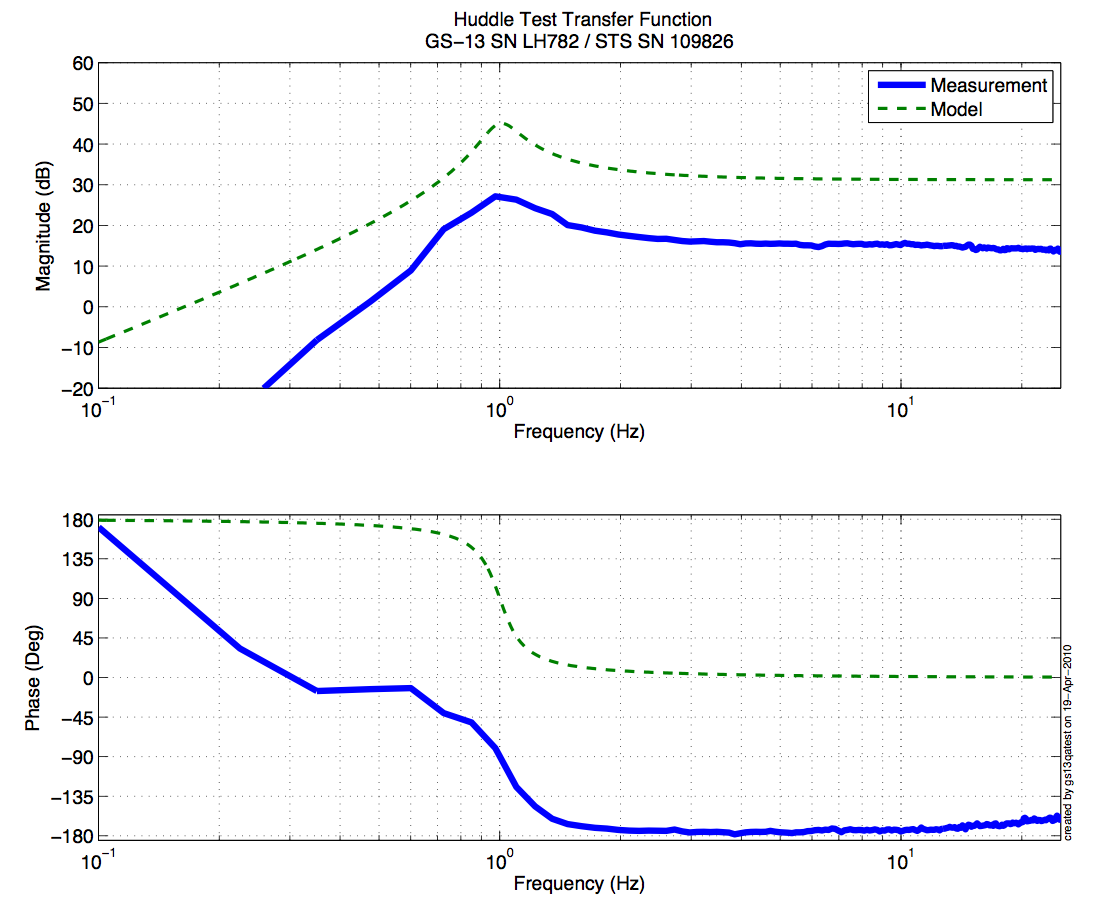 Huddle Test Transfer Function
GS−13 SN LH782 / STS SN 109826
Magnitude (dB)
60
50
40
30
20
10
0
−10
−20
Measurement
Model
10−1
100
101
Frequency (Hz)
Phase (Deg)
180
135
90
45
0
−45
−90
−135
−180
10−1
100
101
Frequency (Hz)
created by gs13qatest on 19−Apr−2010